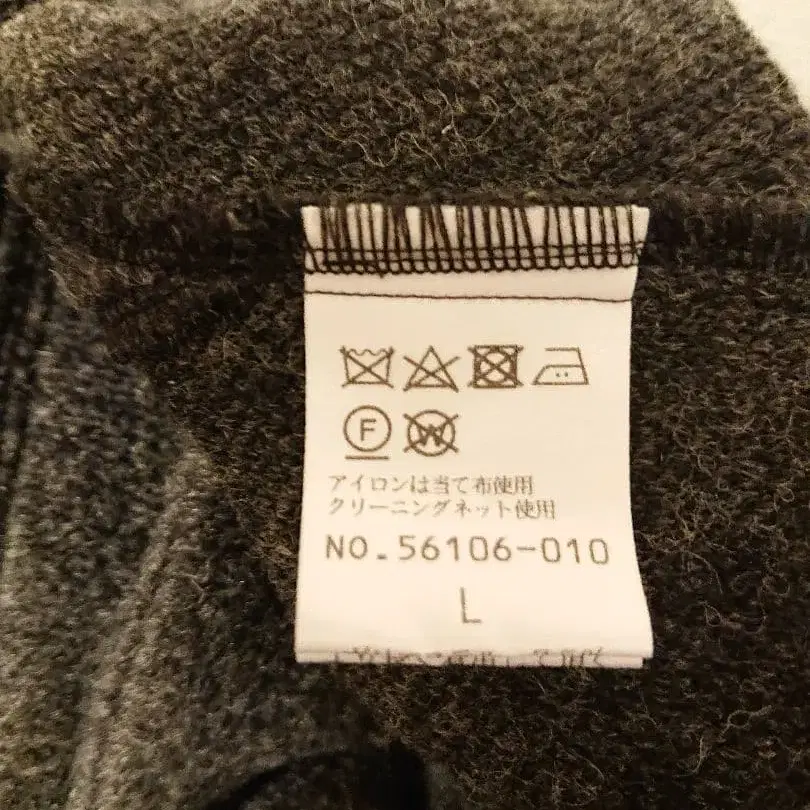 F
W
アイロンは当て布使用
クリーニングネット使用
NO.56106-010
L